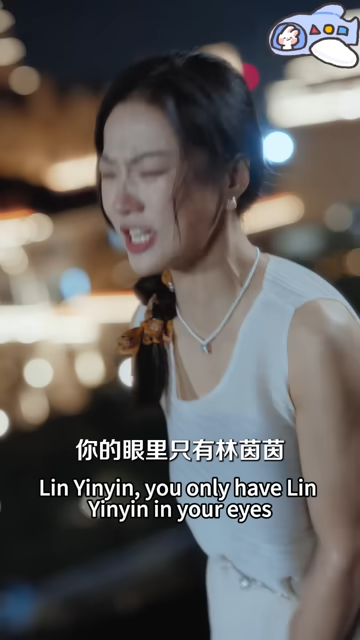 你的眼里只有林茵茵
Lin Yinyin, you only have Lin
Yinyin in your eyes